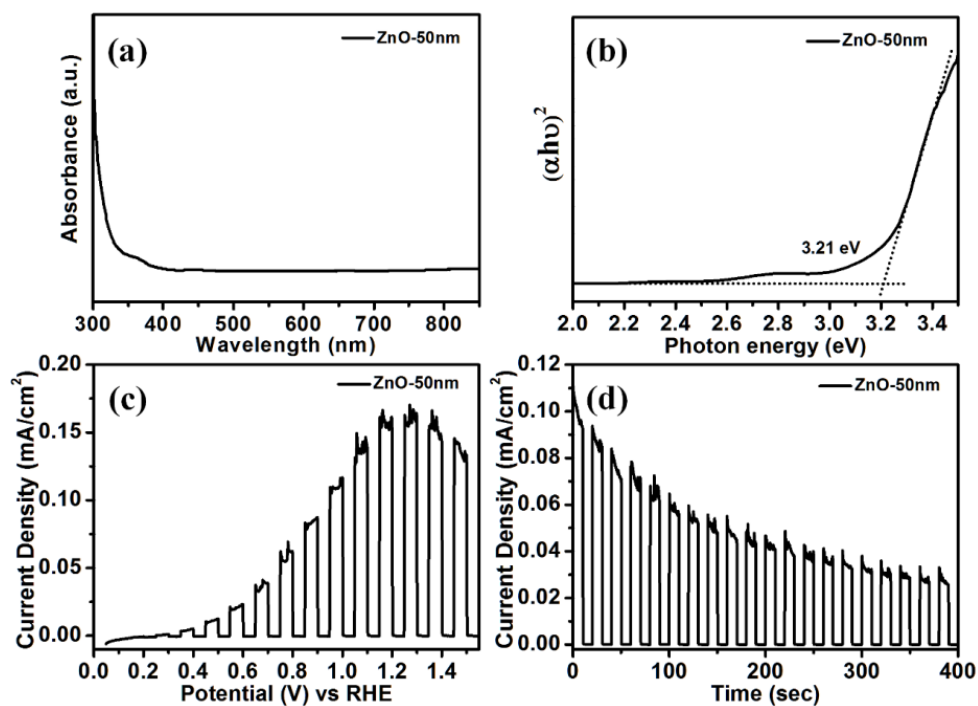 (a)
ZnO-50nm
Absorbance (a.u.)
300 400 500 600 700 800
Wavelength (nm)
(b)
ZnO-50nm
(αhυ)²
3.21 eV
2.0 2.2 2.4 2.6 2.8 3.0 3.2 3.4
Photon energy (eV)
(c)
ZnO-50nm
Current Density (mA/cm²)
0.20
0.15
0.10
0.05
0.00
0.0 0.2 0.4 0.6 0.8 1.0 1.2 1.4
Potential (V) vs RHE
(d)
ZnO-50nm
Current Density (mA/cm²)
0.12
0.10
0.08
0.06
0.04
0.02
0.00
0 100 200 300 400
Time (sec)